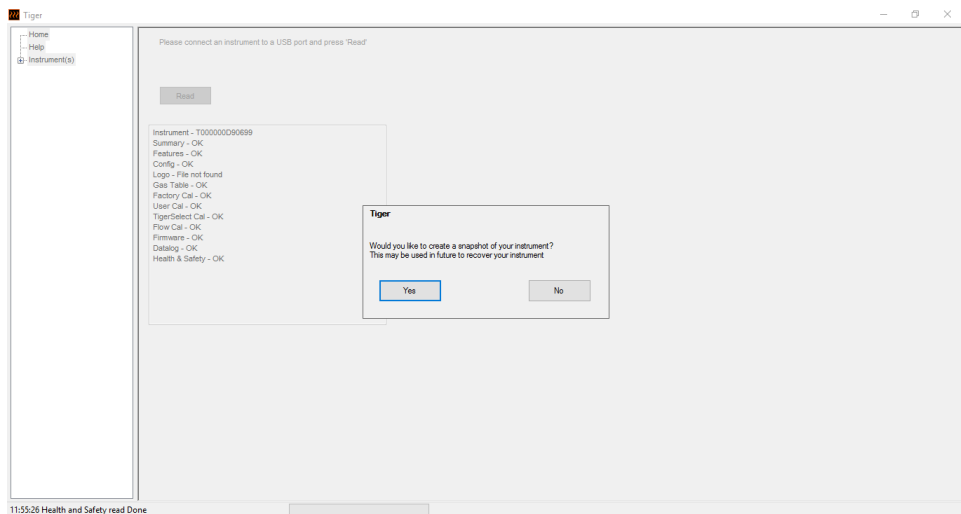 Tiger
Home
Help
Instrument(s)
Please connect an instrument to a USB port and press 'Read'
Read
Instrument - T000000D90699
Summary - OK
Features - OK
Config - OK
Logo - File not found
Gas Table - OK
Factory Cal - OK
User Cal - OK
TigerSelect Cal - OK
Flow Cal - OK
Firmware - OK
Datalog - OK
Health & Safety - OK
Tiger
Would you like to create a snapshot of your instrument?
This may be used in future to recover your instrument
Yes
No
11:55:26 Health and Safety read Done